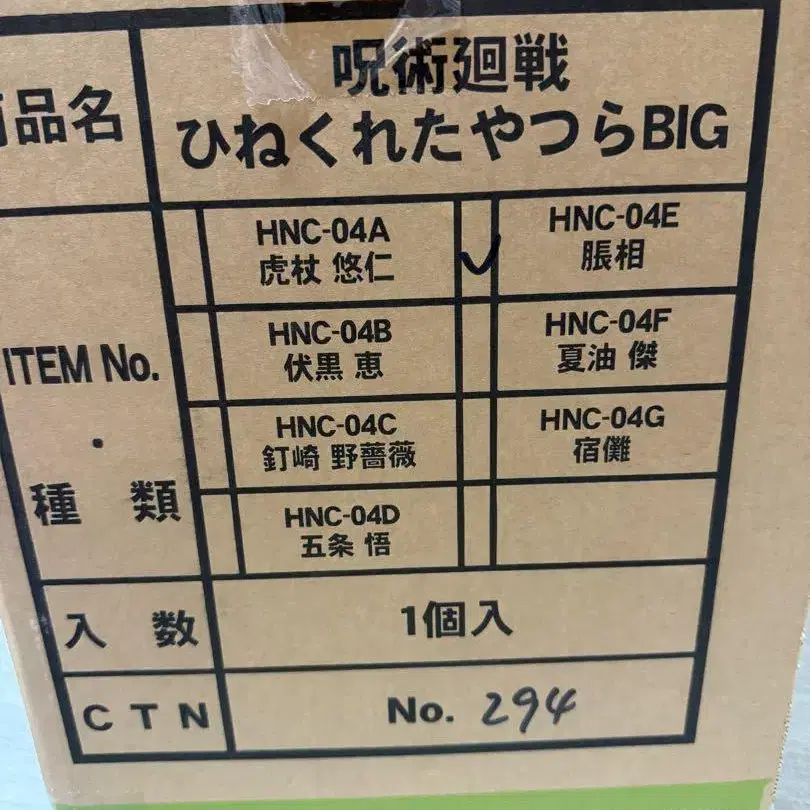 商品名
呪術廻戦
ひねくれたやつらBIG
ITEM No.
・
種 類
HNC-04A
虎杖 悠仁
HNC-04B
伏黒 恵
HNC-04C
釘崎 野薔薇
HNC-04D
五条 悟
✓
HNC-04E
脹相
HNC-04F
夏油 傑
HNC-04G
宿儺
入 数
1個入
CTN
No. 294